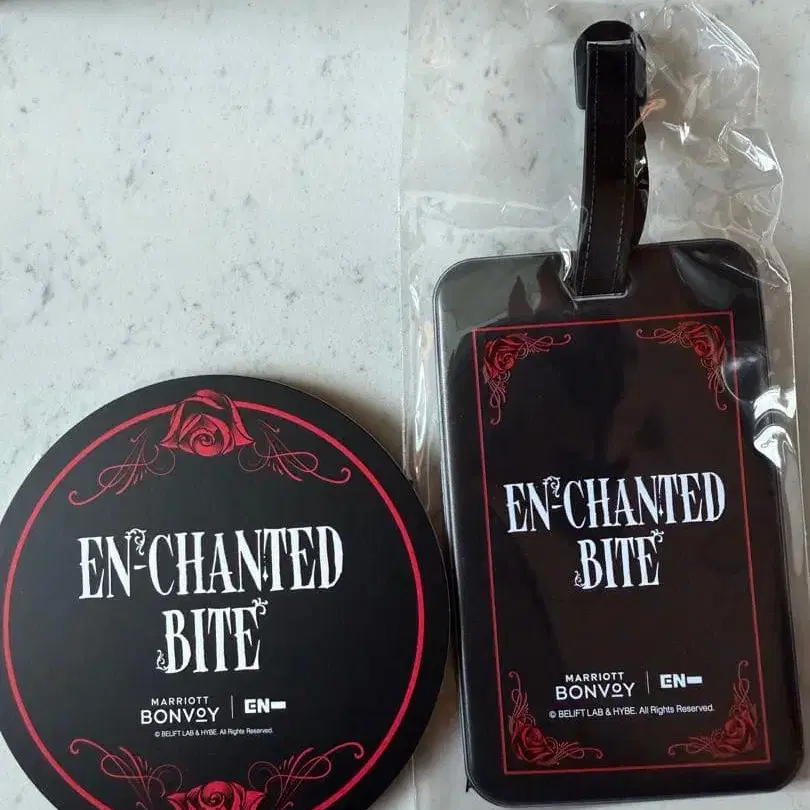 EN-CHANTED
BITE
MARRIOTT
BONVOY | EN-
© BELIFT LAB & HYBE. All Rights Reserved.
EN-CHANTED
BITE
MARRIOTT
BONVOY | EN-
© BELIFT LAB & HYBE. All Rights Reserved.